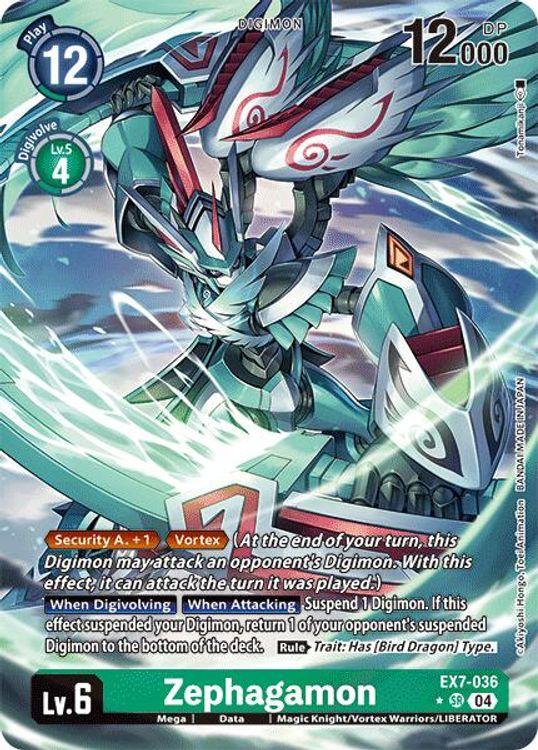 DIGIMON
Play
12
DP
12000
Digivolve
Lv.5
4
Tonamikanji
©Akiyoshi Hongo, Toei Animation BANDAI MADE IN JAPAN
Security A. +1 Vortex (At the end of your turn, this
Digimon may attack an opponent's Digimon. With this
effect, it can attack the turn it was played.)
When Digivolving When Attacking Suspend 1 Digimon. If this
effect suspended your Digimon, return 1 of your opponent's suspended
Digimon to the bottom of the deck. Rule Trait: Has [Bird Dragon] Type.
Lv.6
Zephagamon
EX7-036
SR 04
Mega | Data | Magic Knight/Vortex Warriors/LIBERATOR